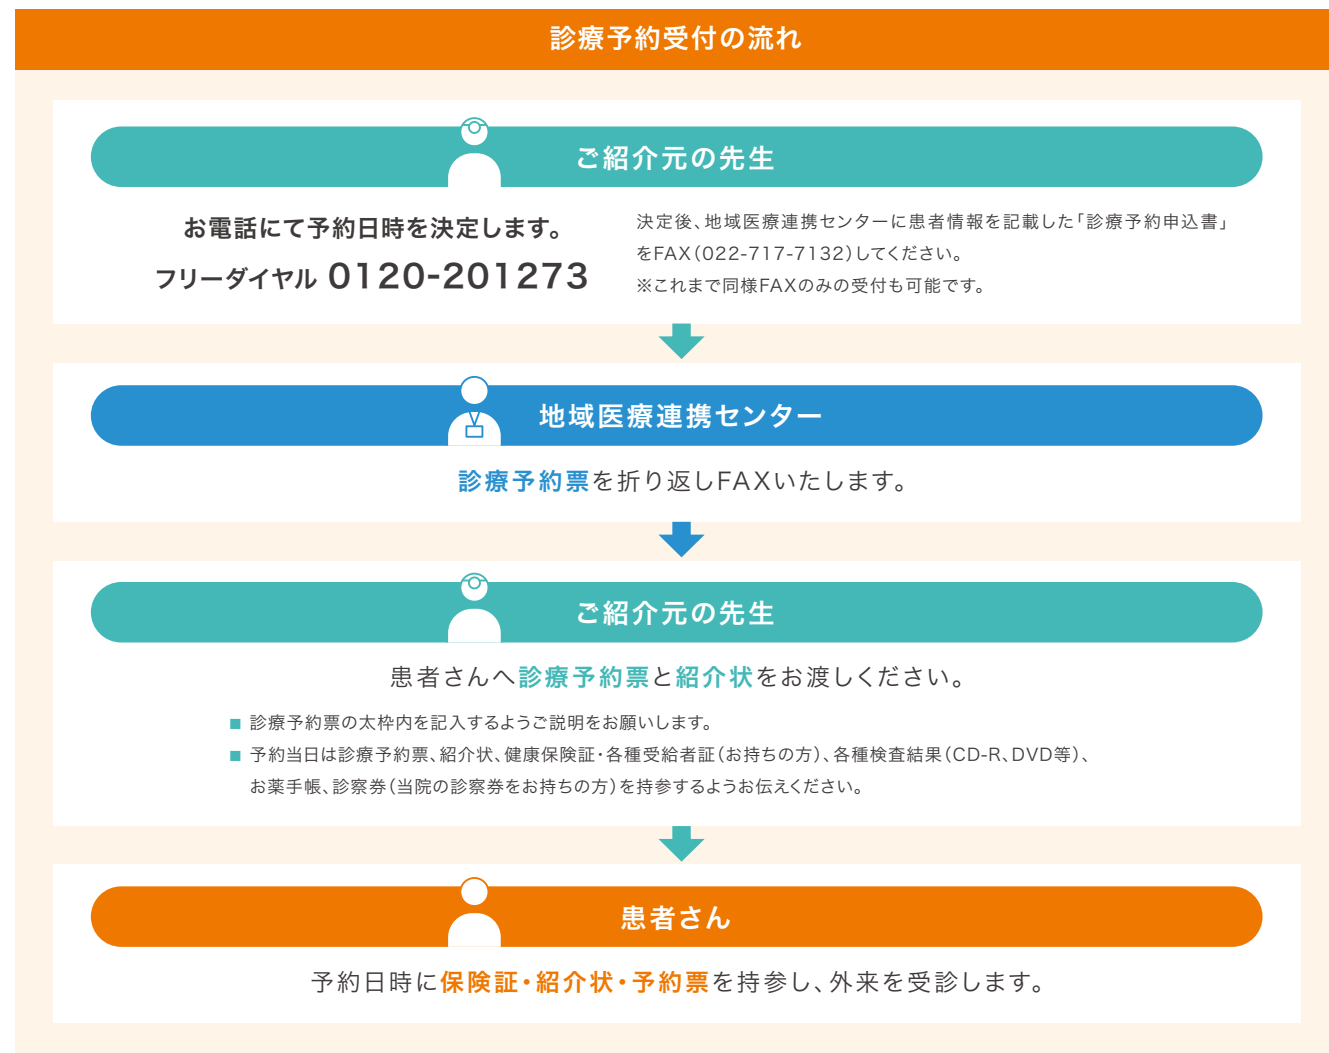 診療予約受付の流れ
ご紹介元の先生
お電話にて予約日時を決定します。
フリーダイヤル 0120-201273
決定後、地域医療連携センターに患者情報を記載した「診療予約申込書」
をFAX(022-717-7132)してください。
※これまで同様FAXのみの受付も可能です。
地域医療連携センター
診療予約票を折り返しFAXいたします。
ご紹介元の先生
患者さんへ診療予約票と紹介状をお渡しください。
■ 診療予約票の太枠内を記入するようご説明をお願いします。
■ 予約当日は診療予約票、紹介状、健康保険証・各種受給者証(お持ちの方)、各種検査結果(CD-R、DVD等)、
お薬手帳、診察券(当院の診察券をお持ちの方)を持参するようお伝えください。
患者さん
予約日時に保険証・紹介状・予約票を持参し、外来を受診します。